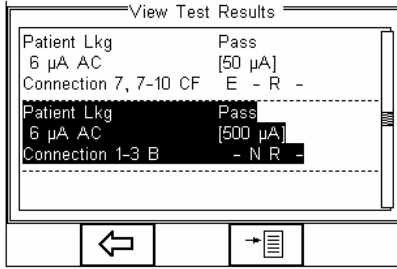 View Test Results
Patient Lkg Pass
6 µA AC [50 µA]
Connection 7, 7-10 CF E - R -
Patient Lkg Pass
6 µA AC [500 µA]
Connection 1-3 B - N R -